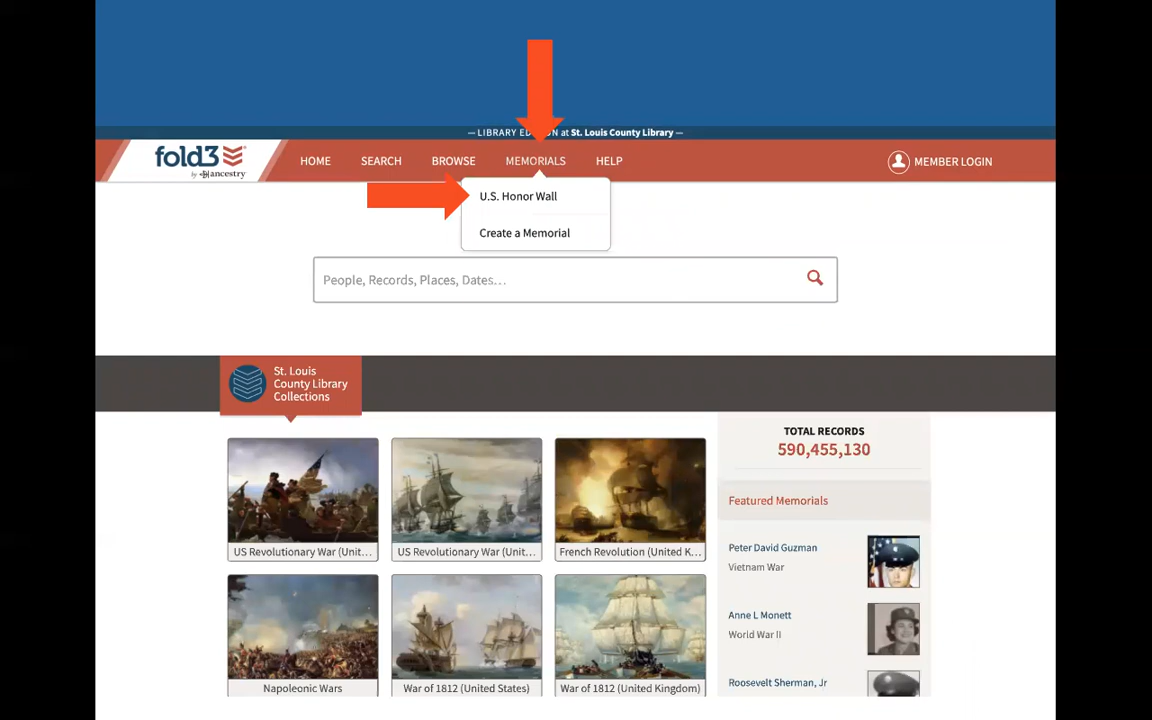 — LIBRARY ED N at St. Louis County Library —
fold3
by ancestry
HOME SEARCH BROWSE MEMORIALS HELP MEMBER LOGIN
U.S. Honor Wall
Create a Memorial
People, Records, Places, Dates...
St. Louis
County Library
Collections
TOTAL RECORDS
590,455,130
Featured Memorials
US Revolutionary War (Unit...
US Revolutionary War (Unit...
French Revolution (United K...
Peter David Guzman
Vietnam War
Anne L Monett
World War II
Roosevelt Sherman, Jr
Napoleonic Wars
War of 1812 (United States)
War of 1812 (United Kingdom)